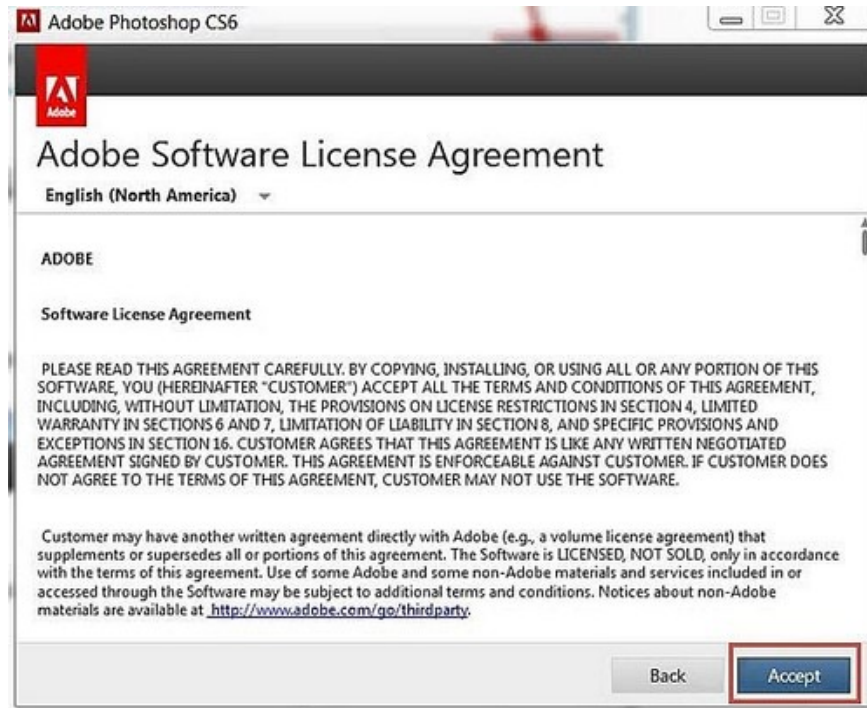 Adobe Photoshop CS6
Adobe
Adobe Software License Agreement
English (North America)
ADOBE
Software License Agreement
PLEASE READ THIS AGREEMENT CAREFULLY. BY COPYING, INSTALLING, OR USING ALL OR ANY PORTION OF THIS
SOFTWARE, YOU (HEREINAFTER "CUSTOMER") ACCEPT ALL THE TERMS AND CONDITIONS OF THIS AGREEMENT,
INCLUDING, WITHOUT LIMITATION, THE PROVISIONS ON LICENSE RESTRICTIONS IN SECTION 4, LIMITED
WARRANTY IN SECTIONS 6 AND 7, LIMITATION OF LIABILITY IN SECTION 8, AND SPECIFIC PROVISIONS AND
EXCEPTIONS IN SECTION 16. CUSTOMER AGREES THAT THIS AGREEMENT IS LIKE ANY WRITTEN NEGOTIATED
AGREEMENT SIGNED BY CUSTOMER. THIS AGREEMENT IS ENFORCEABLE AGAINST CUSTOMER. IF CUSTOMER DOES
NOT AGREE TO THE TERMS OF THIS AGREEMENT, CUSTOMER MAY NOT USE THE SOFTWARE.
Customer may have another written agreement directly with Adobe (e.g., a volume license agreement) that
supplements or supersedes all or portions of this agreement. The Software is LICENSED, NOT SOLD, only in accordance
with the terms of this agreement. Use of some Adobe and some non-Adobe materials and services included in or
accessed through the Software may be subject to additional terms and conditions. Notices about non-Adobe
materials are available at http://www.adobe.com/go/thirdparty.
Back
Accept